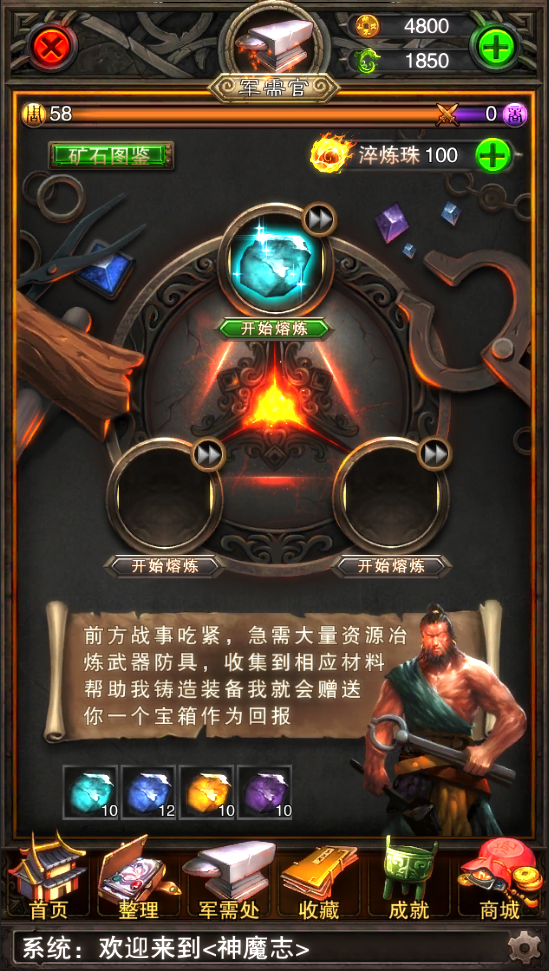 4800
1850
军需官
58
0
矿石图鉴
淬炼珠 100
开始熔炼
开始熔炼
开始熔炼
前方战事吃紧，急需大量资源冶
炼武器防具，收集到相应材料
帮助我铸造装备我就会赠送
你一个宝箱作为回报
10
12
10
10
首页
整理
军需处
收藏
成就
商城
系统：欢迎来到<神魔志>